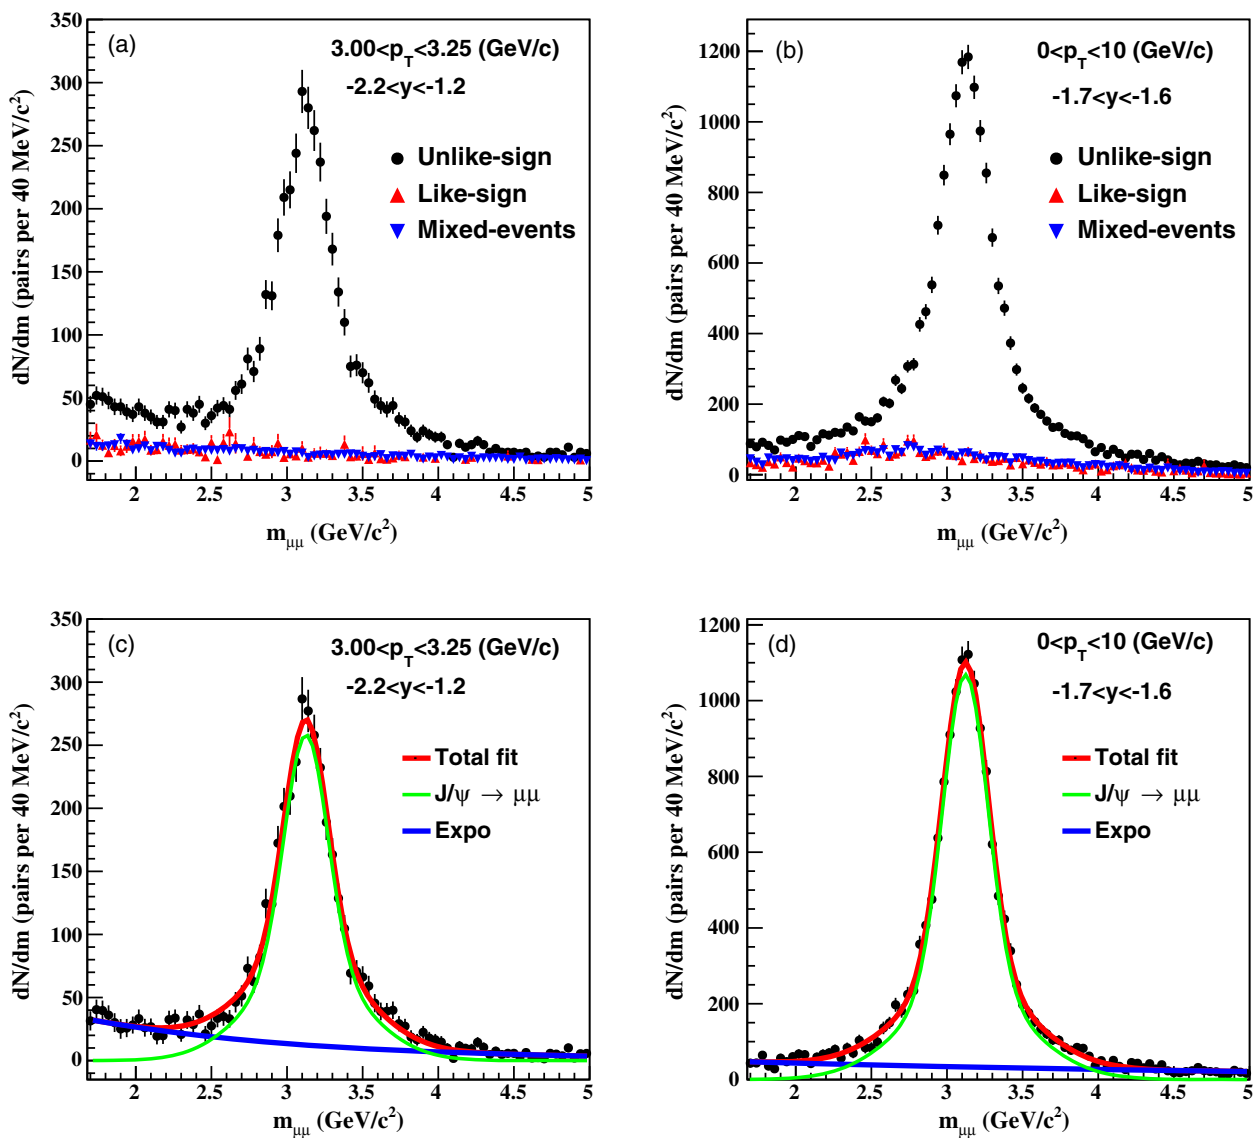 (a)
3.00<p_T<3.25 (GeV/c)
-2.2<y<-1.2
Unlike-sign
Like-sign
Mixed-events
dN/dm (pairs per 40 MeV/c²)
350
300
250
200
150
100
50
0
2 2.5 3 3.5 4 4.5 5
m_μμ (GeV/c²)
(b)
0<p_T<10 (GeV/c)
-1.7<y<-1.6
Unlike-sign
Like-sign
Mixed-events
dN/dm (pairs per 40 MeV/c²)
1200
1000
800
600
400
200
0
2 2.5 3 3.5 4 4.5 5
m_μμ (GeV/c²)
(c)
3.00<p_T<3.25 (GeV/c)
-2.2<y<-1.2
Total fit
J/ψ → μμ
Expo
dN/dm (pairs per 40 MeV/c²)
350
300
250
200
150
100
50
0
2 2.5 3 3.5 4 4.5 5
m_μμ (GeV/c²)
(d)
0<p_T<10 (GeV/c)
-1.7<y<-1.6
Total fit
J/ψ → μμ
Expo
dN/dm (pairs per 40 MeV/c²)
1200
1000
800
600
400
200
0
2 2.5 3 3.5 4 4.5 5
m_μμ (GeV/c²)